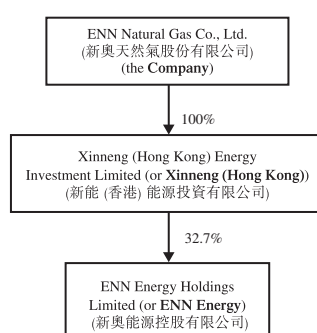 ENN Natural Gas Co., Ltd.
(新奧天然氣股份有限公司)
(the Company)
100%
Xinneng (Hong Kong) Energy
Investment Limited (or Xinneng (Hong Kong))
(新能 (香港) 能源投資有限公司)
32.7%
ENN Energy Holdings
Limited (or ENN Energy)
(新奧能源控股有限公司)